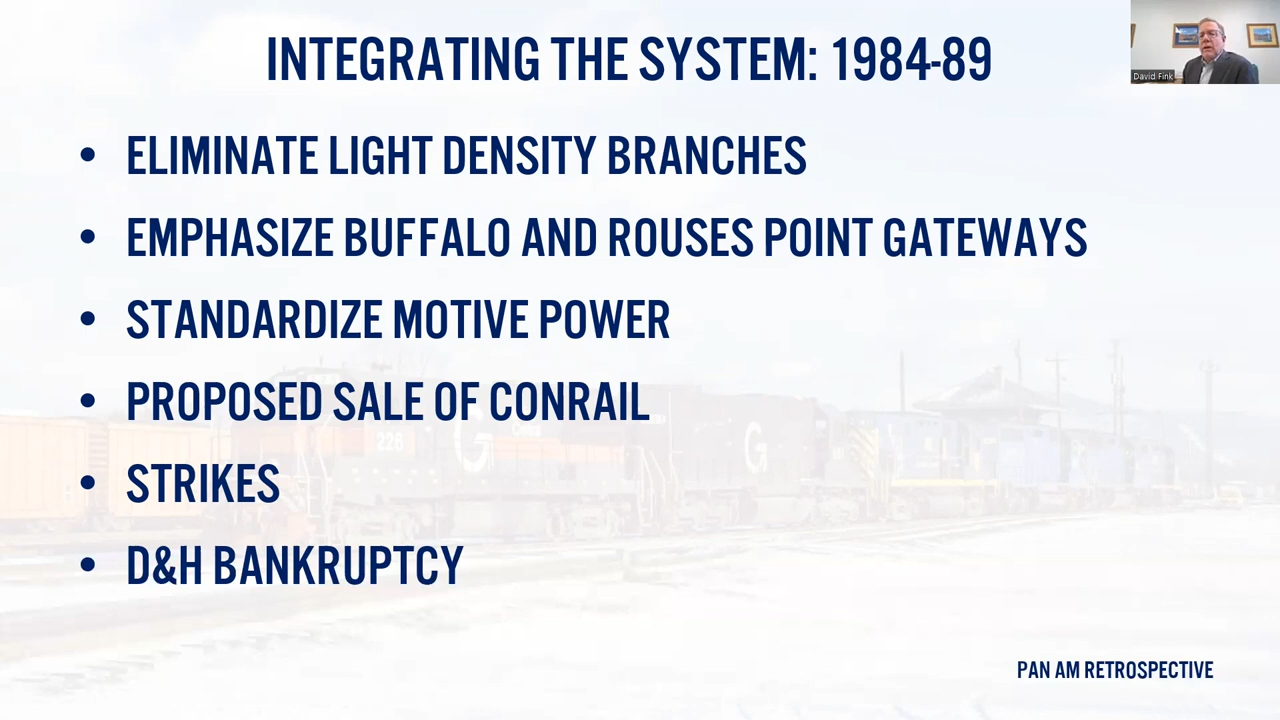 INTEGRATING THE SYSTEM: 1984-89
David Fink
• ELIMINATE LIGHT DENSITY BRANCHES
• EMPHASIZE BUFFALO AND ROUSES POINT GATEWAYS
• STANDARDIZE MOTIVE POWER
• PROPOSED SALE OF CONRAIL
226
G
G
• STRIKES
• D&H BANKRUPTCY
PAN AM RETROSPECTIVE